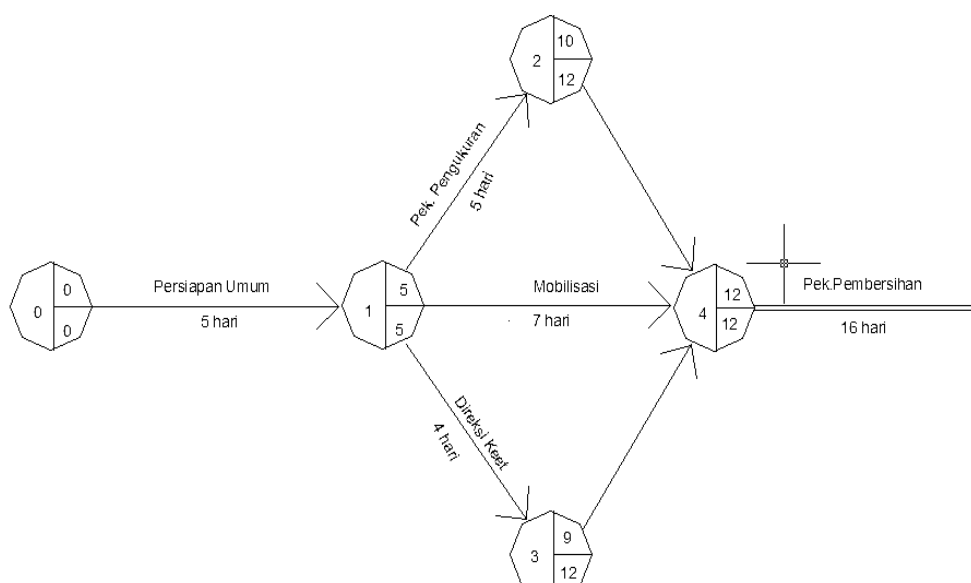 10
2
12
Pek. Pengukuran
5 hari
0
0
0
Persiapan Umum
5 hari
5
1
5
Mobilisasi
7 hari
12
4
12
Pek.Pembersihan
16 hari
Direksi Keet
4 hari
9
3
12